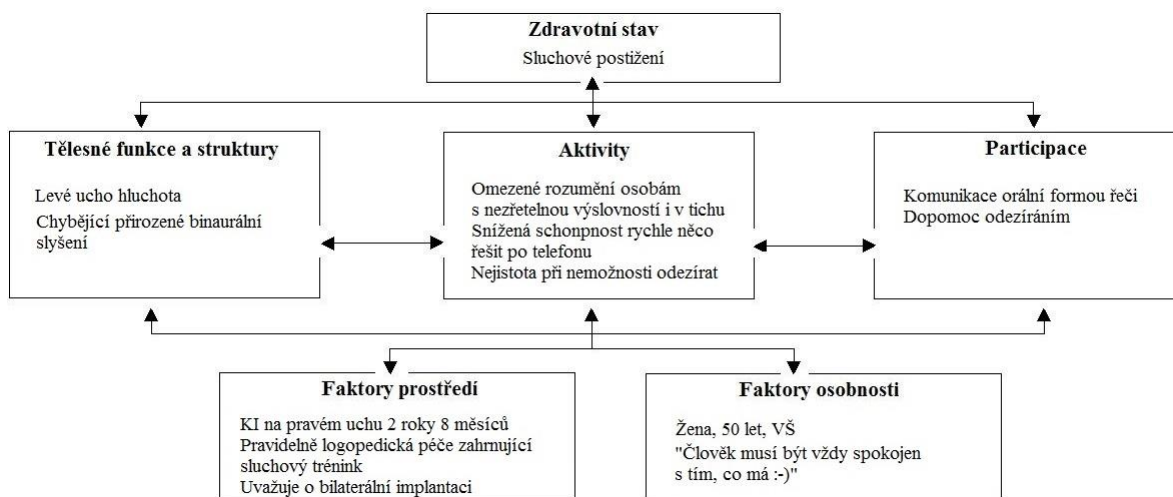 Zdravotní stav
Sluchové postižení
Tělesné funkce a struktury
Levé ucho hluchota
Chybějící přirozené binaurální
slyšení
Aktivity
Omezené rozumění osobám
s nezřetelnou výslovností i v tichu
Snížená schonpnost rychle něco
řešit po telefonu
Nejistota při nemožnosti odezírat
Participace
Komunikace orální formou řeči
Dopomoc odezíráním
Faktory prostředí
KI na pravém uchu 2 roky 8 měsíců
Pravidelně logopedická péče zahrnující
sluchový trénink
Uvažuje o bilaterální implantaci
Faktory osobnosti
Žena, 50 let, VŠ
"Člověk musí být vždy spokojen
s tím, co má :-)"